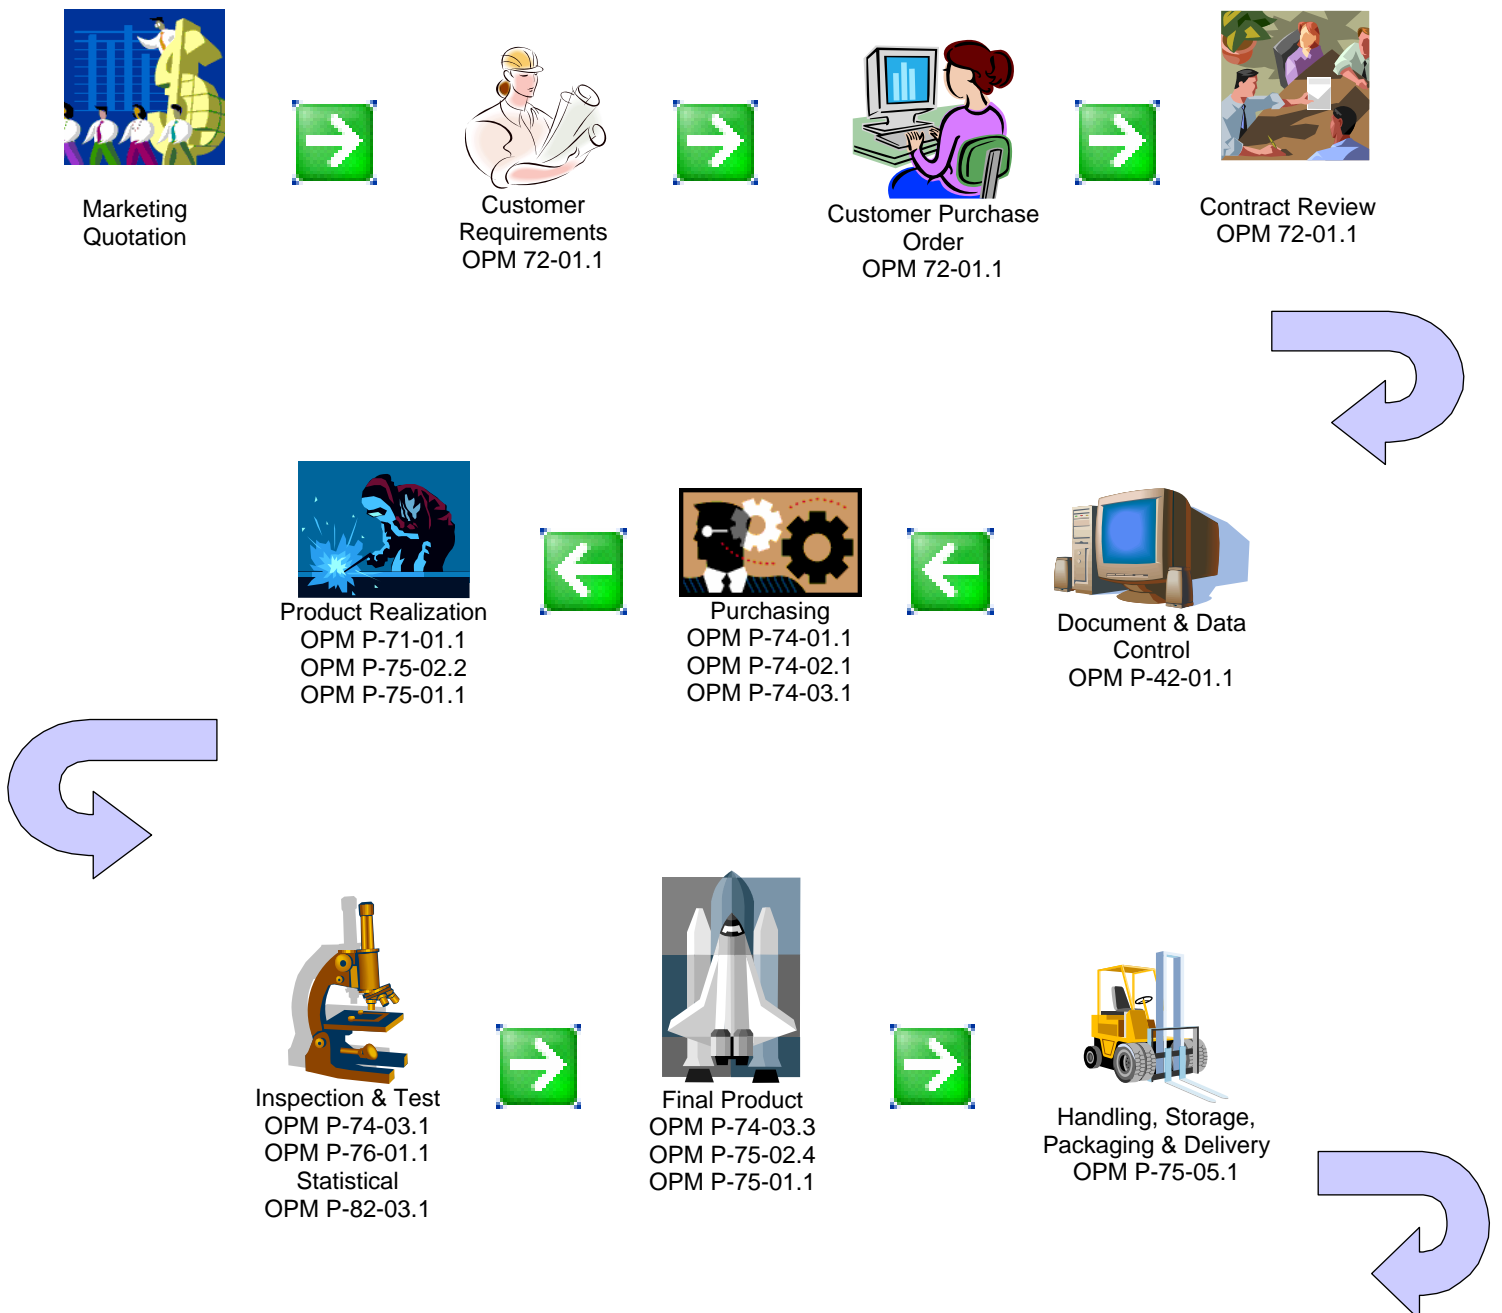 Marketing
Quotation
Customer
Requirements
OPM 72-01.1
Customer Purchase
Order
OPM 72-01.1
Contract Review
OPM 72-01.1
Product Realization
OPM P-71-01.1
OPM P-75-02.2
OPM P-75-01.1
Purchasing
OPM P-74-01.1
OPM P-74-02.1
OPM P-74-03.1
Document & Data
Control
OPM P-42-01.1
Inspection & Test
OPM P-74-03.1
OPM P-76-01.1
Statistical
OPM P-82-03.1
Final Product
OPM P-74-03.3
OPM P-75-02.4
OPM P-75-01.1
Handling, Storage,
Packaging & Delivery
OPM P-75-05.1